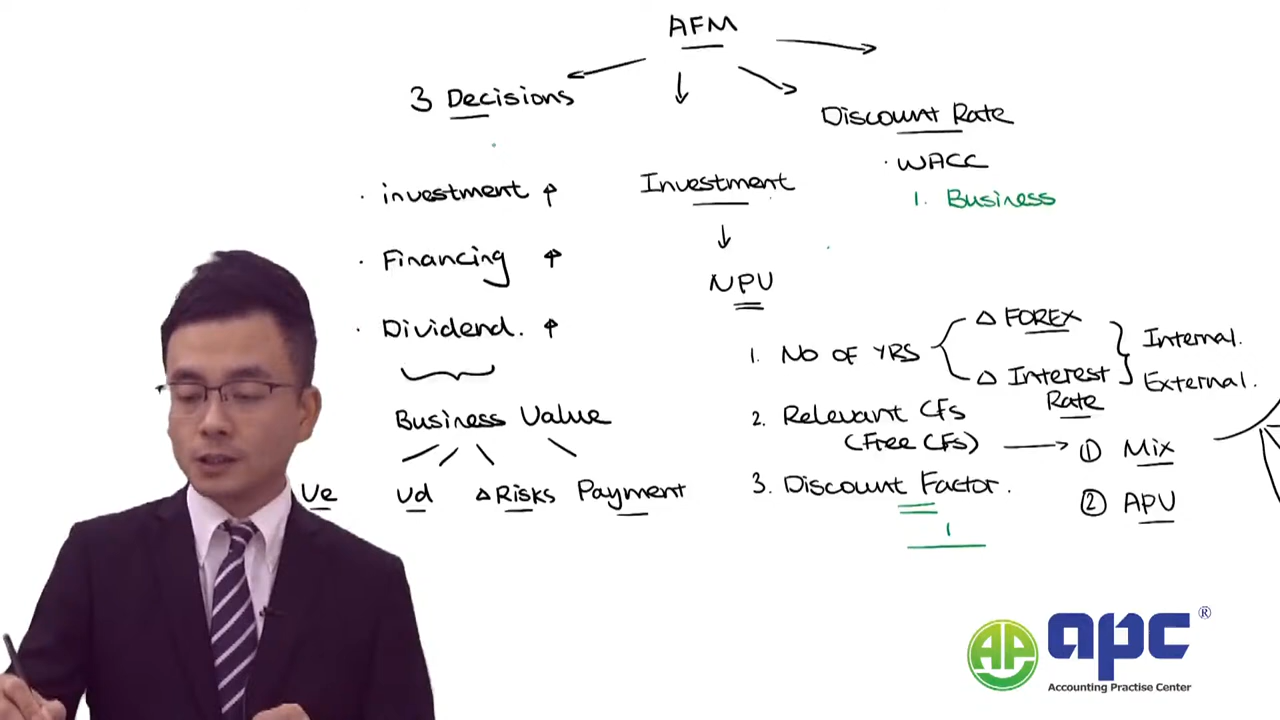 AFM
3 Decisions
· investment ↑
· Financing ↑
· Dividend. ↑
Business Value
Ve Vd △Risks Payment
Investment
↓
NPV
1. NO OF YRS
△ FOREX
△ Interest
Rate
Internal.
External.
2. Relevant CFs
(Free CFs) → ① Mix
② APV
3. Discount Factor.
1
Discount Rate
· WACC
1. Business
AP
apc®
Accounting Practise Center